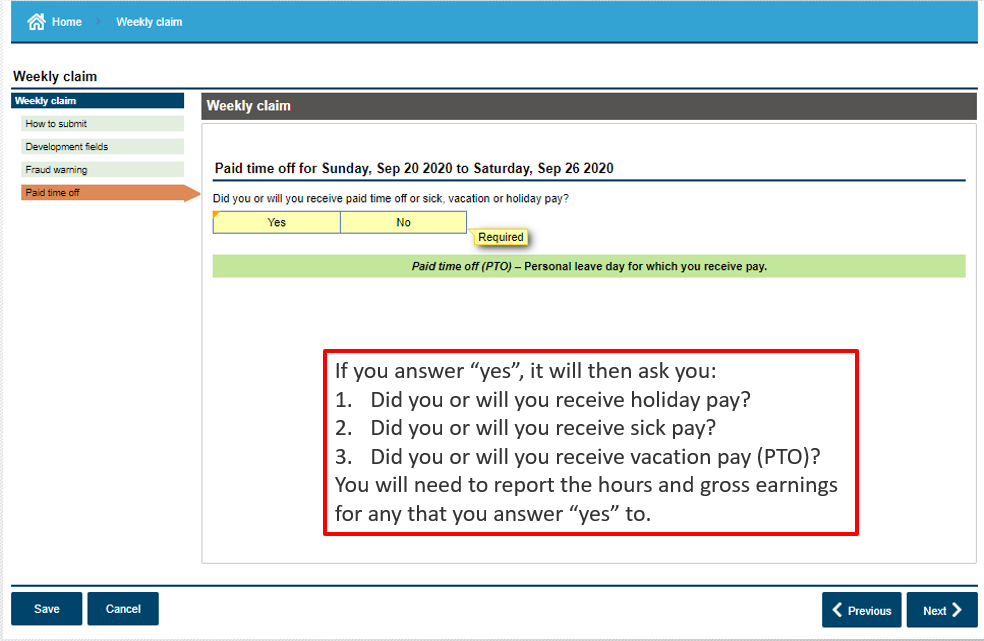 Home > Weekly claim
Weekly claim
Weekly claim
How to submit
Development fields
Fraud warning
Paid time off
Weekly claim
Paid time off for Sunday, Sep 20 2020 to Saturday, Sep 26 2020
Did you or will you receive paid time off or sick, vacation or holiday pay?
Yes No
Required
Paid time off (PTO) – Personal leave day for which you receive pay.
If you answer “yes”, it will then ask you:
1. Did you or will you receive holiday pay?
2. Did you or will you receive sick pay?
3. Did you or will you receive vacation pay (PTO)?
You will need to report the hours and gross earnings
for any that you answer “yes” to.
Save Cancel Previous Next